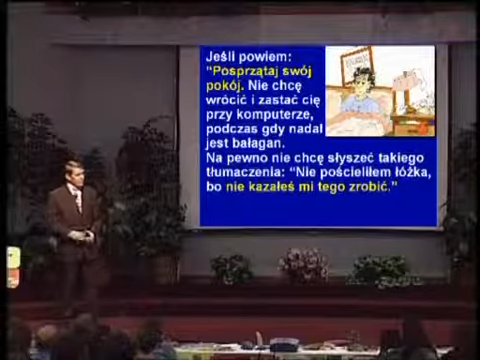 Jeśli powiem:
"Posprzątaj swój
pokój. Nie chcę
wrócić i zastać cię
przy komputerze,
podczas gdy nadal
jest bałagan.
Na pewno nie chcę słyszeć takiego
tłumaczenia: "Nie pościeliłem łóżka,
bo nie kazałeś mi tego zrobić."